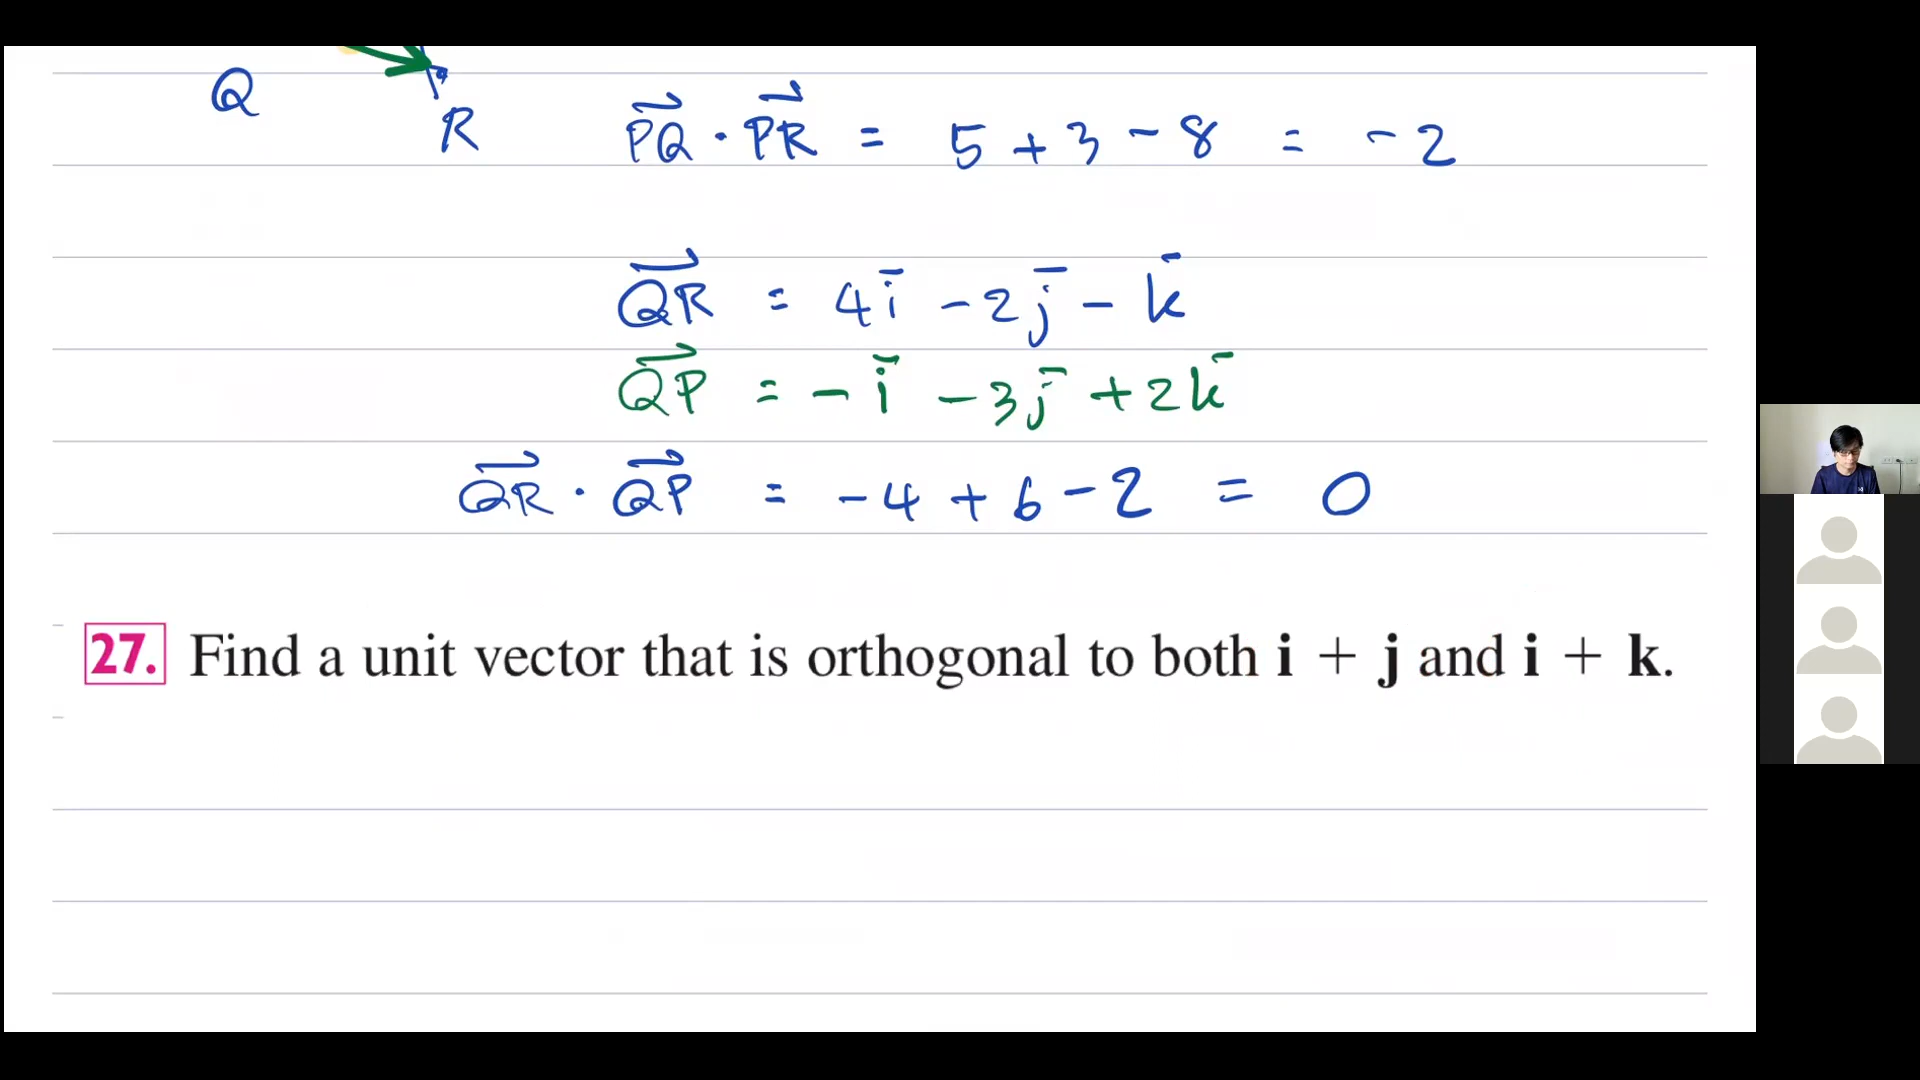 Q
R
PQ · PR = 5 + 3 - 8 = - 2
QR = 4i - 2j - k
QP = - i - 3j + 2k
QR · QP = - 4 + 6 - 2 = 0
27. Find a unit vector that is orthogonal to both i + j and i + k.